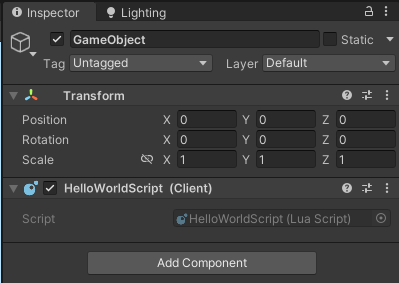 Inspector Lighting
GameObject Static
Tag Untagged Layer Default
Transform
Position X 0 Y 0 Z 0
Rotation X 0 Y 0 Z 0
Scale X 1 Y 1 Z 1
HelloWorldScript (Client)
Script HelloWorldScript (Lua Script)
Add Component